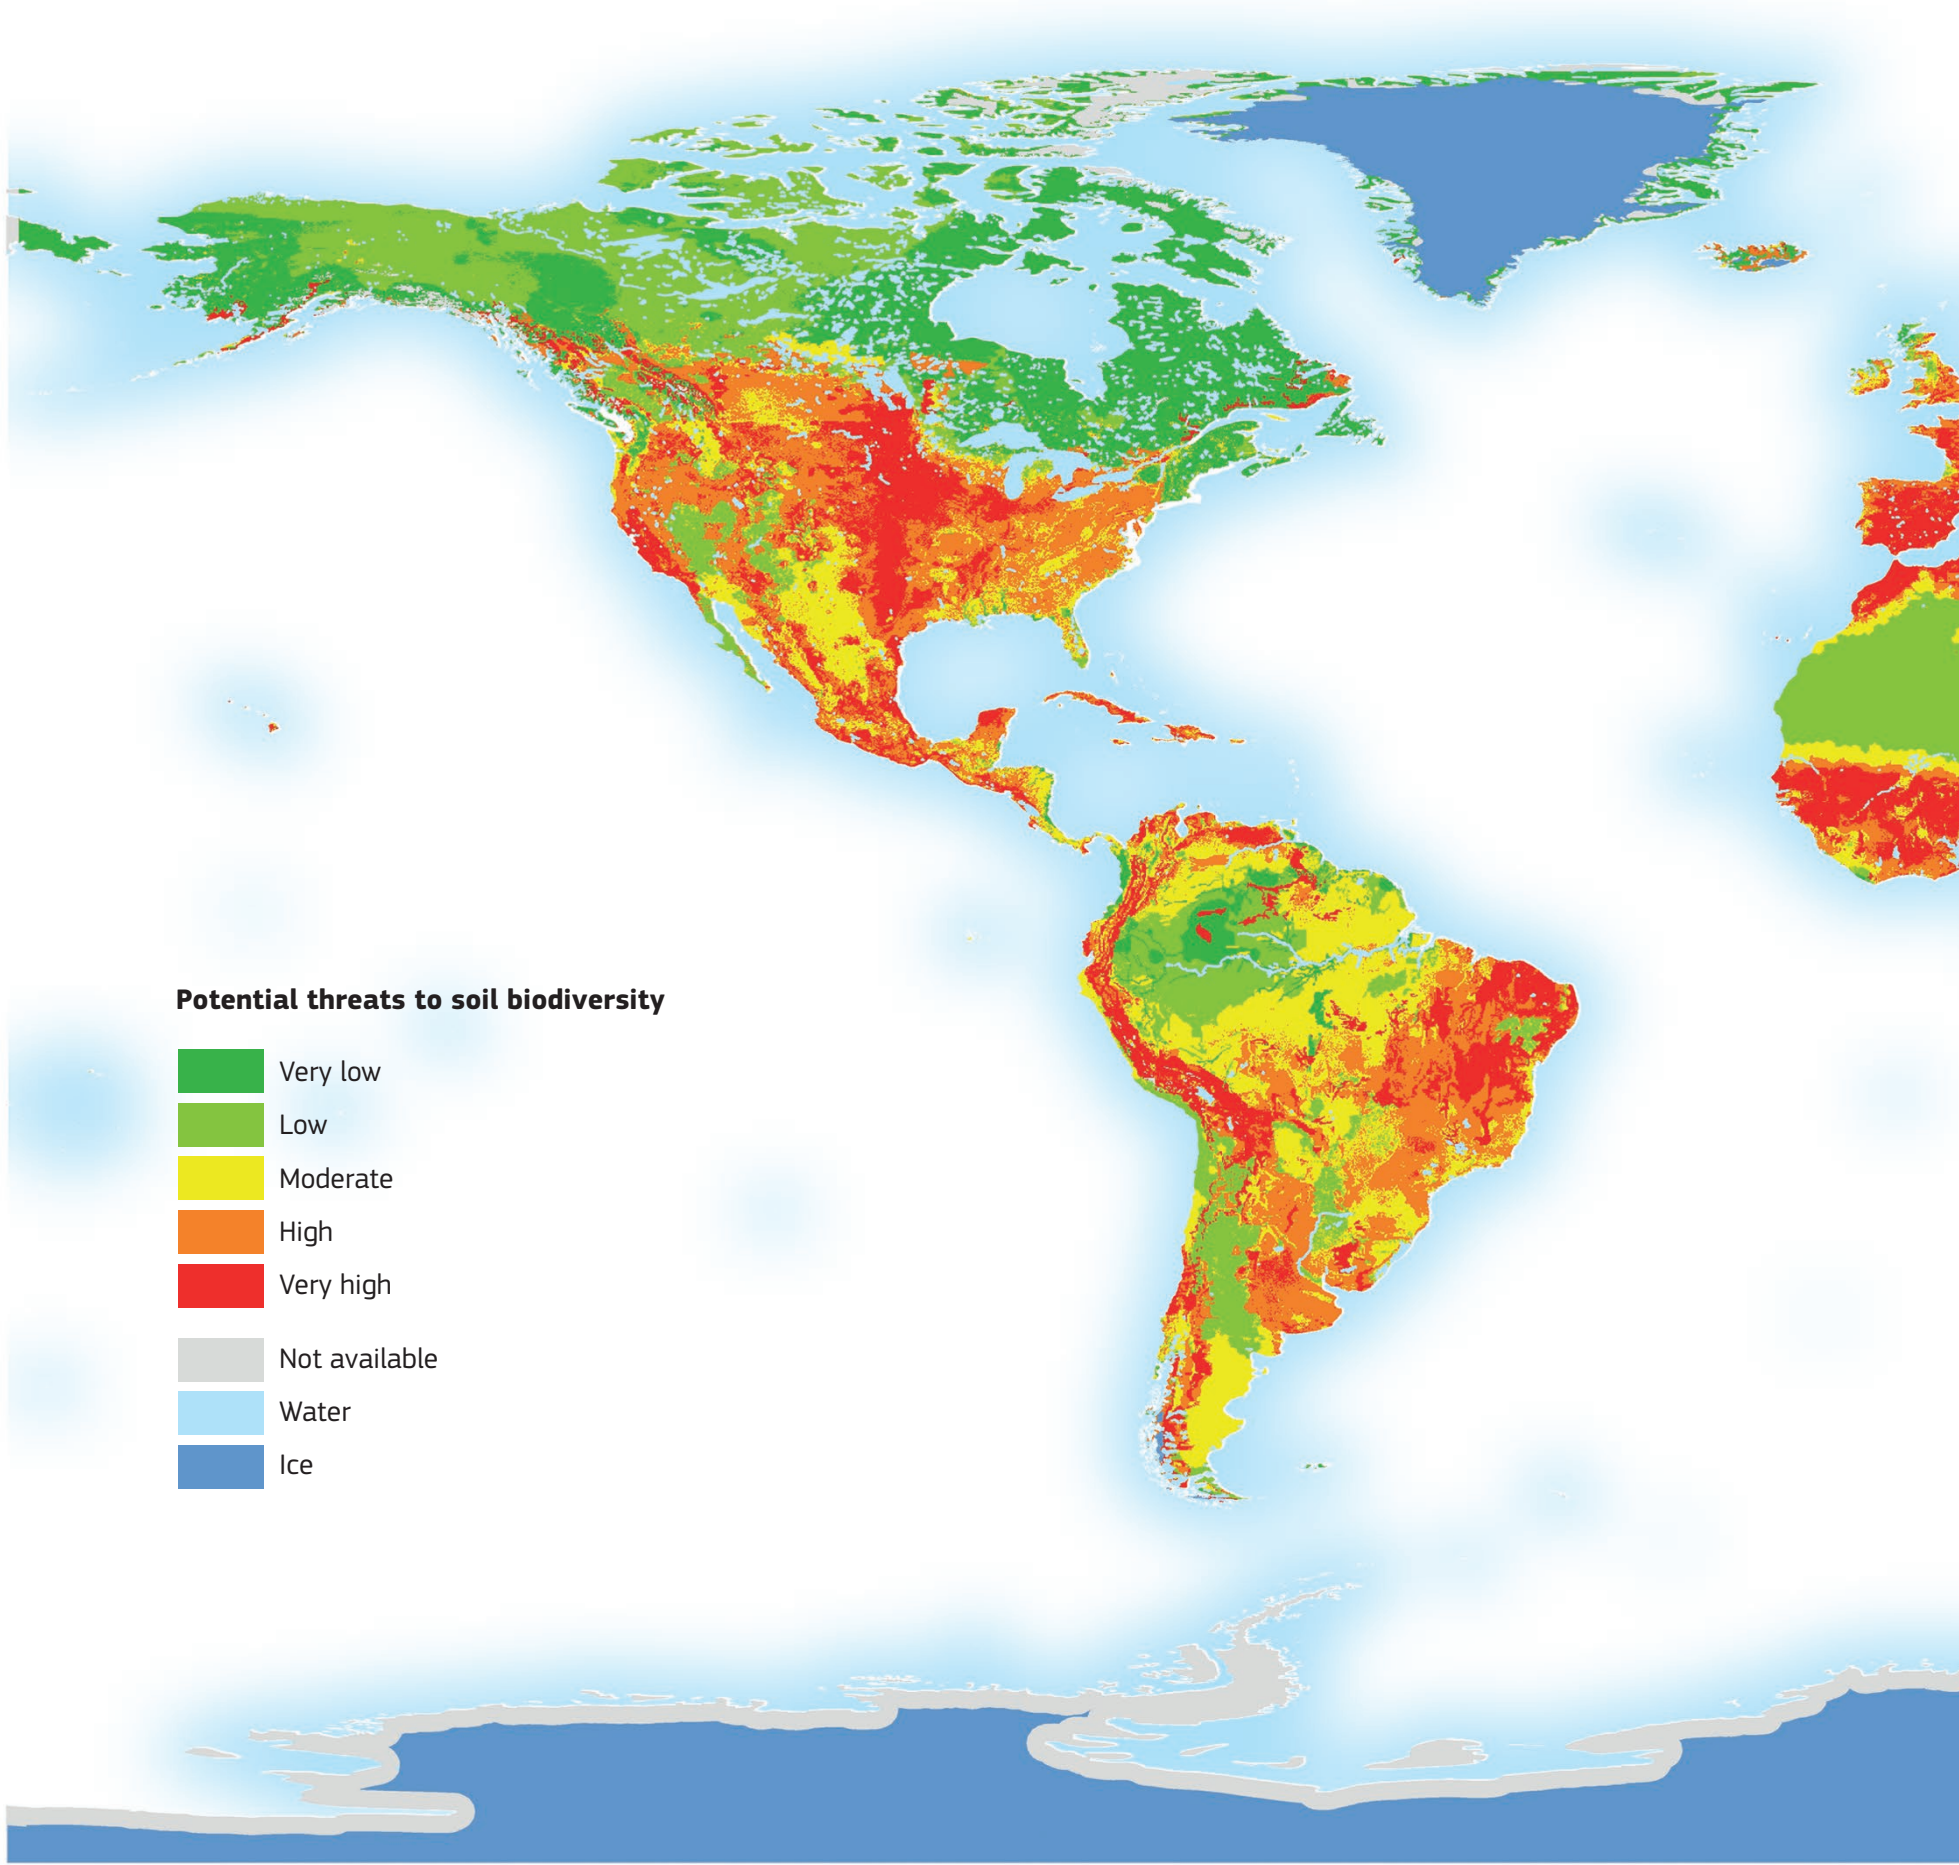 Potential threats to soil biodiversity
Very low
Low
Moderate
High
Very high
Not available
Water
Ice